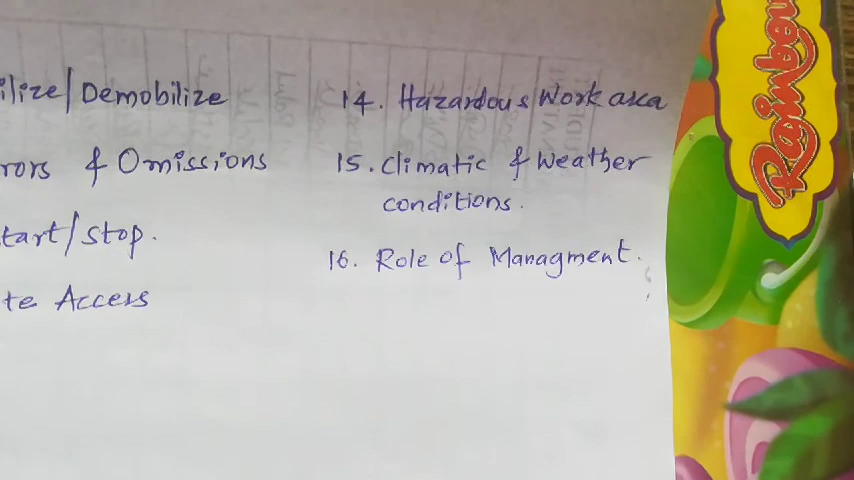 ilize/Demobilize
rors & Omissions
tart/stop.
te Access
14. Hazardous Work area
15. Climatic & Weather
conditions.
16. Role of Managment.
Rainbow